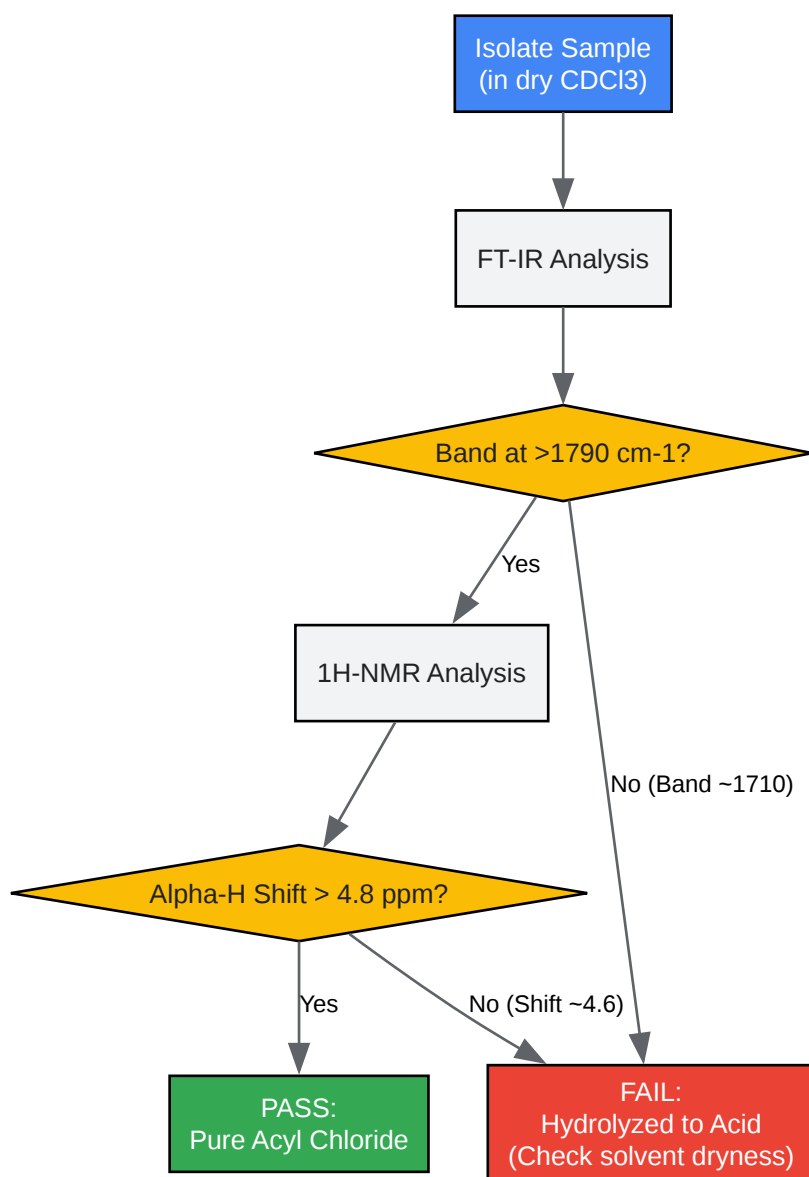 Isolate Sample
(in dry CDCl3)
FT-IR Analysis
Band at >1790 cm-1?
Yes
1H-NMR Analysis
No (Band ~1710)
Alpha-H Shift > 4.8 ppm?
Yes
No (Shift ~4.6)
PASS:
Pure Acyl Chloride
FAIL:
Hydrolyzed to Acid
(Check solvent dryness)